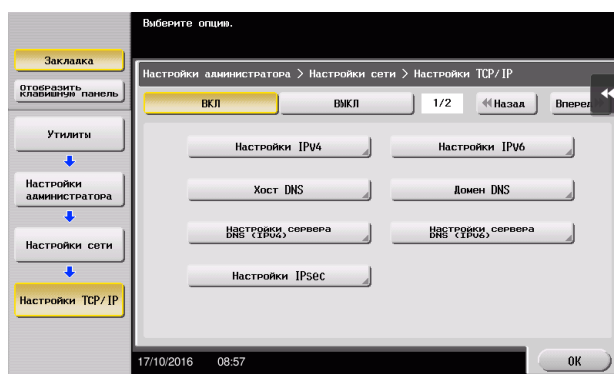 Выберите опцию.
Закладка
Отобразить
клавишную панель
Утилиты
Настройки
администратора
Настройки сети
Настройки TCP/IP
Настройки администратора > Настройки сети > Настройки TCP/IP
ВКЛ ВЫКЛ 1/2 Назад Вперед
Настройки IPv4 Настройки IPv6
Хост DNS Домен DNS
Настройки сервера
DNS (IPv4)
Настройки сервера
DNS (IPv6)
Настройки IPsec
17/10/2016 08:57 OK